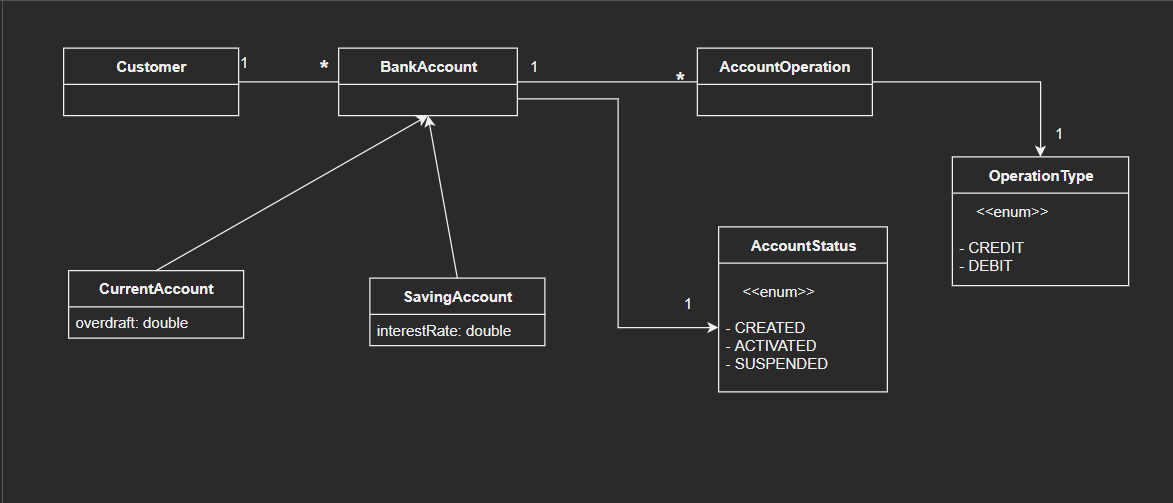 Customer
1
*
BankAccount
1
*
AccountOperation
1
OperationType
<<enum>>
- CREDIT
- DEBIT
AccountStatus
<<enum>>
1
- CREATED
- ACTIVATED
- SUSPENDED
CurrentAccount
overdraft: double
SavingAccount
interestRate: double